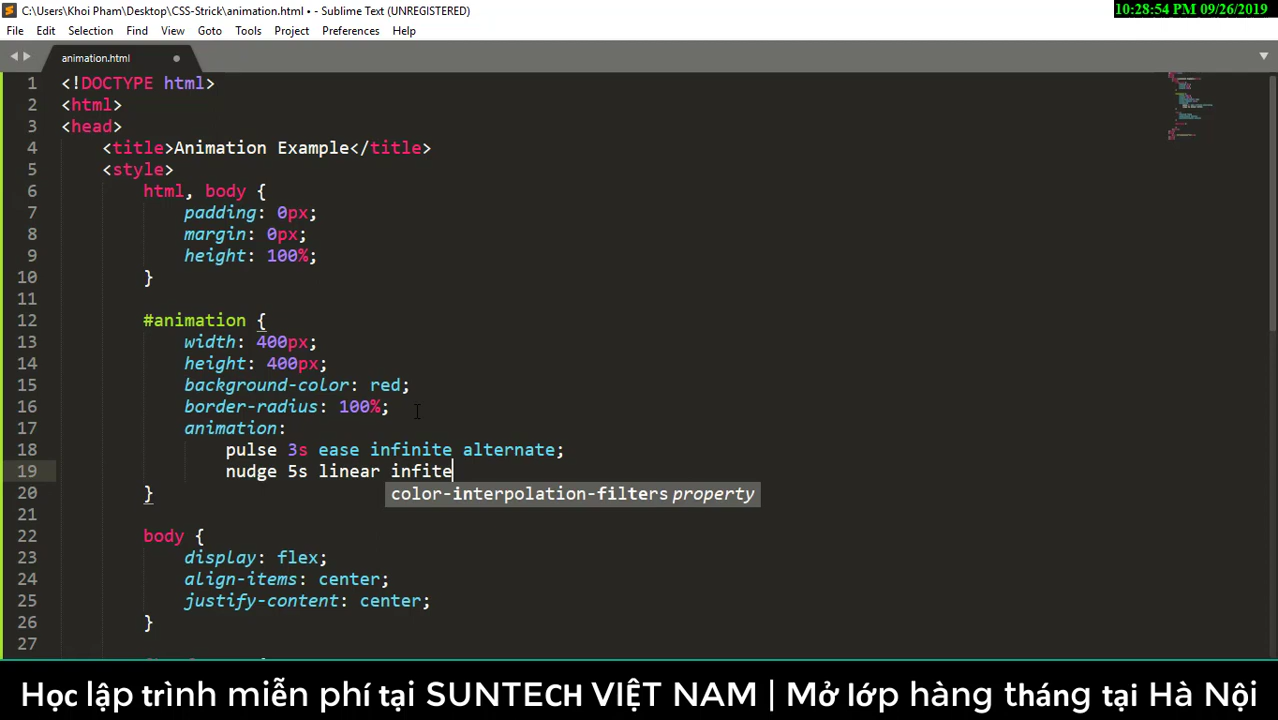 C:\Users\Khoi Pham\Desktop\CSS-Strick\animation.html • - Sublime Text (UNREGISTERED)
10:28:54 PM 09/26/2019
File Edit Selection Find View Goto Tools Project Preferences Help
animation.html
1 <!DOCTYPE html>
2 <html>
3 <head>
4 <title>Animation Example</title>
5 <style>
6 html, body {
7 padding: 0px;
8 margin: 0px;
9 height: 100%;
10 }
11
12 #animation {
13 width: 400px;
14 height: 400px;
15 background-color: red;
16 border-radius: 100%;
17 animation:
18 pulse 3s ease infinite alternate;
19 nudge 5s linear infite
color-interpolation-filters property
20 }
21
22 body {
23 display: flex;
24 align-items: center;
25 justify-content: center;
26 }
27
Học lập trình miễn phí tại SUNTECH VIỆT NAM | Mở lớp hàng tháng tại Hà Nội